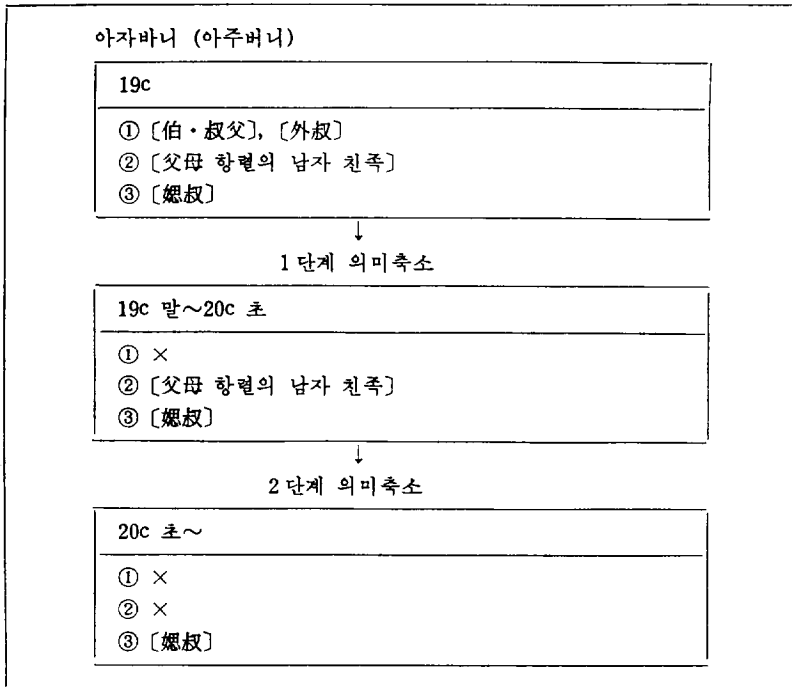 아자바니 (아주버니)
19c
① 〔伯・叔父〕, 〔外叔〕
② 〔父母 항렬의 남자 친족〕
③ 〔媤叔〕
↓
1단계 의미축소
19c 말～20c 초
① ×
② 〔父母 항렬의 남자 친족〕
③ 〔媤叔〕
↓
2단계 의미축소
20c 초～
① ×
② ×
③ 〔媤叔〕